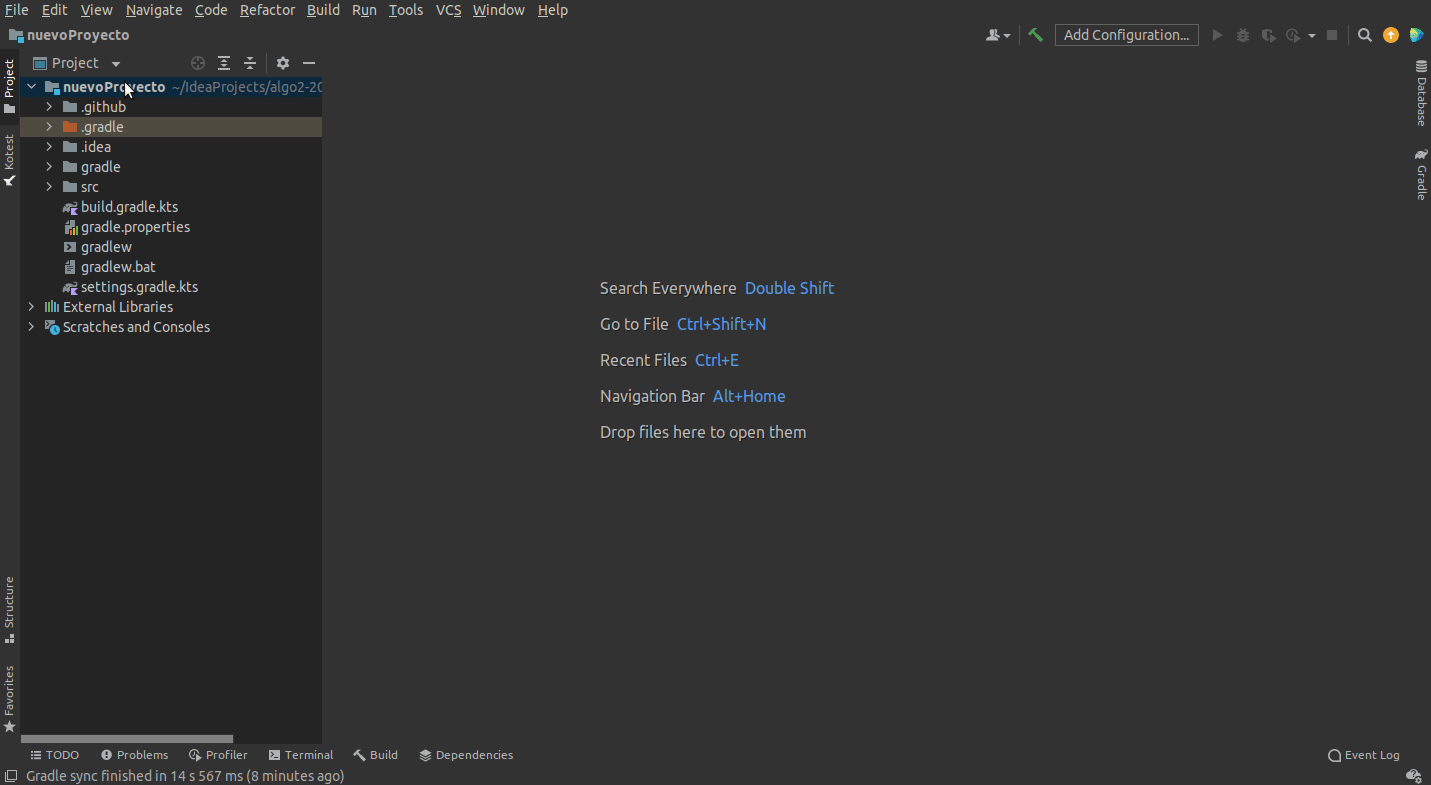 File Edit View Navigate Code Refactor Build Run Tools VCS Window Help
nuevoProyecto
Add Configuration...
Project
nuevoProyecto ~/IdeaProjects/algo2-20
.github
.gradle
.idea
gradle
src
build.gradle.kts
gradle.properties
gradlew
gradlew.bat
settings.gradle.kts
External Libraries
Scratches and Consoles
Project
Kotest
Structure
Favorites
Search Everywhere Double Shift
Go to File Ctrl+Shift+N
Recent Files Ctrl+E
Navigation Bar Alt+Home
Drop files here to open them
Database
Gradle
TODO Problems Profiler Terminal Build Dependencies Event Log
Gradle sync finished in 14 s 567 ms (8 minutes ago)